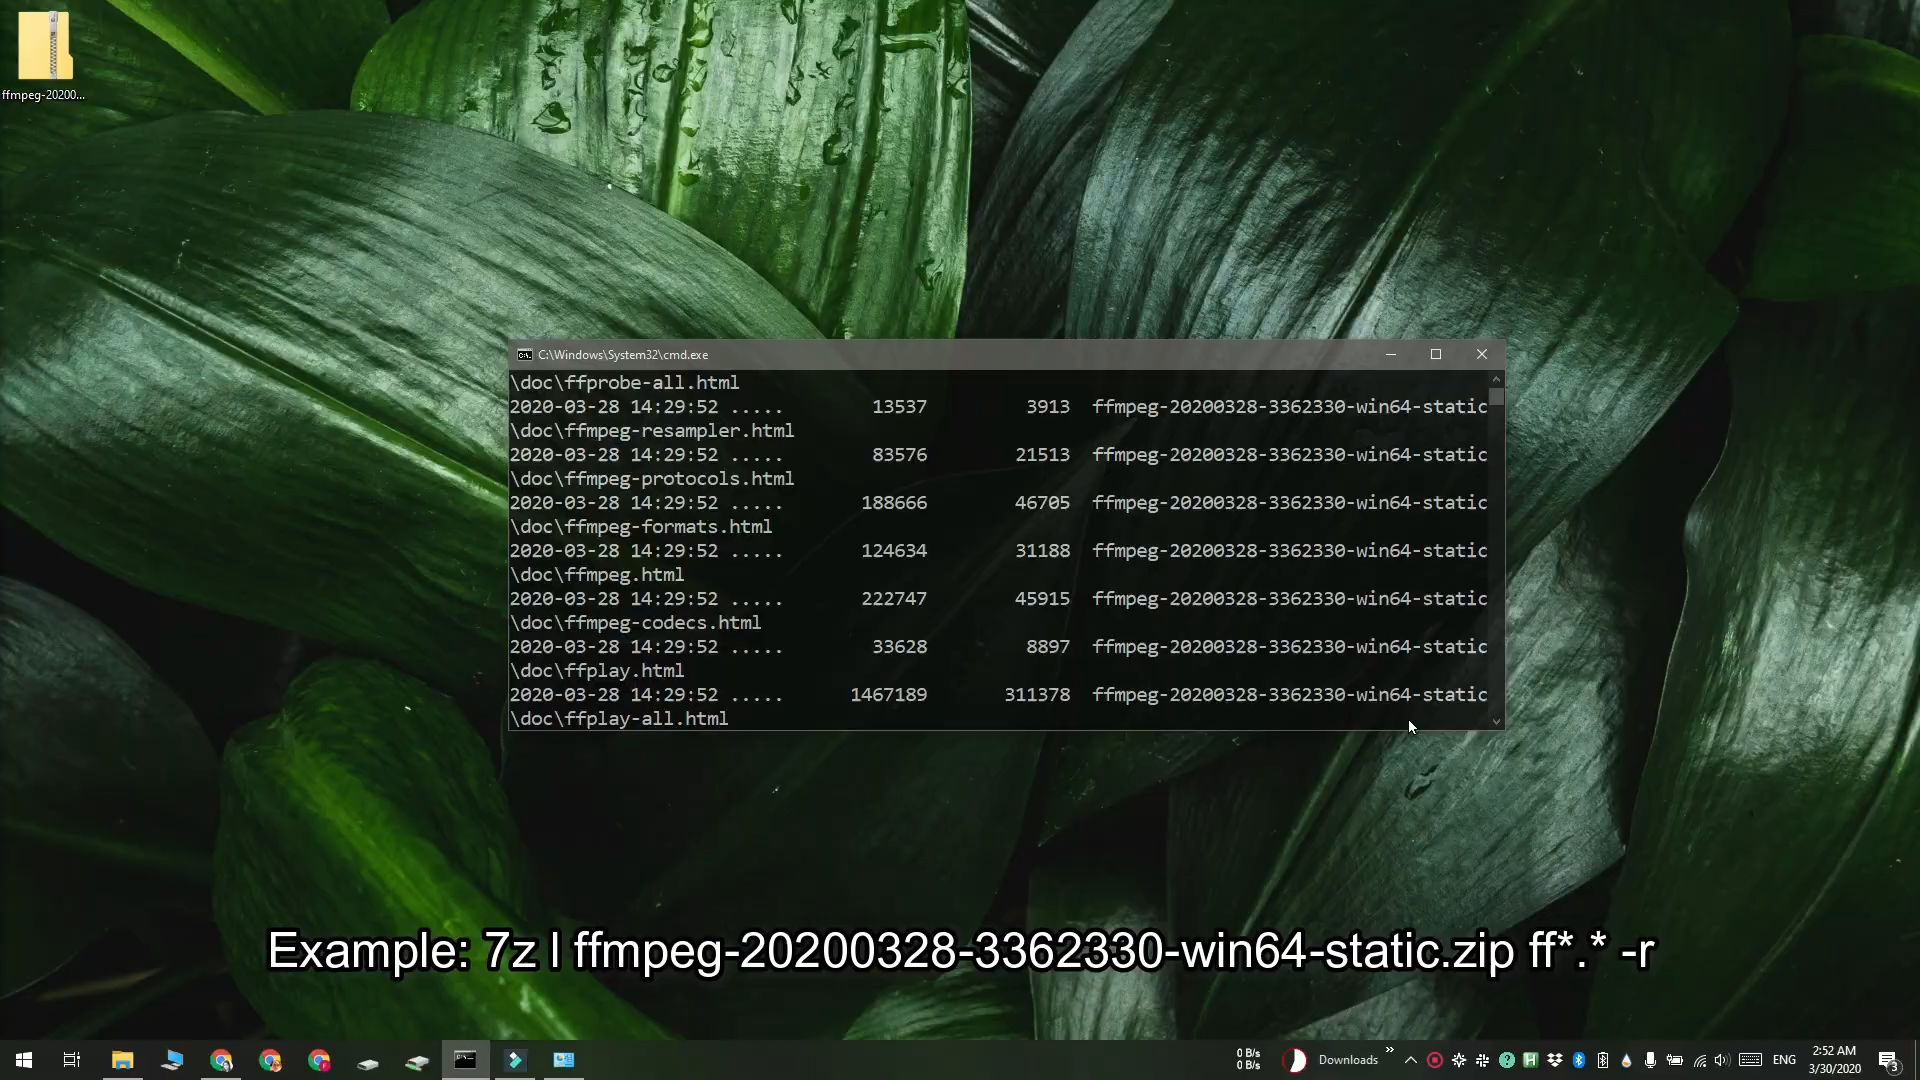 ffmpeg-20200...
C:\Windows\System32\cmd.exe
\doc\ffprobe-all.html
2020-03-28 14:29:52 ..... 13537 3913 ffmpeg-20200328-3362330-win64-static
\doc\ffmpeg-resampler.html
2020-03-28 14:29:52 ..... 83576 21513 ffmpeg-20200328-3362330-win64-static
\doc\ffmpeg-protocols.html
2020-03-28 14:29:52 ..... 188666 46705 ffmpeg-20200328-3362330-win64-static
\doc\ffmpeg-formats.html
2020-03-28 14:29:52 ..... 124634 31188 ffmpeg-20200328-3362330-win64-static
\doc\ffmpeg.html
2020-03-28 14:29:52 ..... 222747 45915 ffmpeg-20200328-3362330-win64-static
\doc\ffmpeg-codecs.html
2020-03-28 14:29:52 ..... 33628 8897 ffmpeg-20200328-3362330-win64-static
\doc\ffplay.html
2020-03-28 14:29:52 ..... 1467189 311378 ffmpeg-20200328-3362330-win64-static
\doc\ffplay-all.html
Example: 7z l ffmpeg-20200328-3362330-win64-static.zip ff*.* -r
0 B/s
0 B/s
Downloads
ENG
2:52 AM
3/30/2020
3